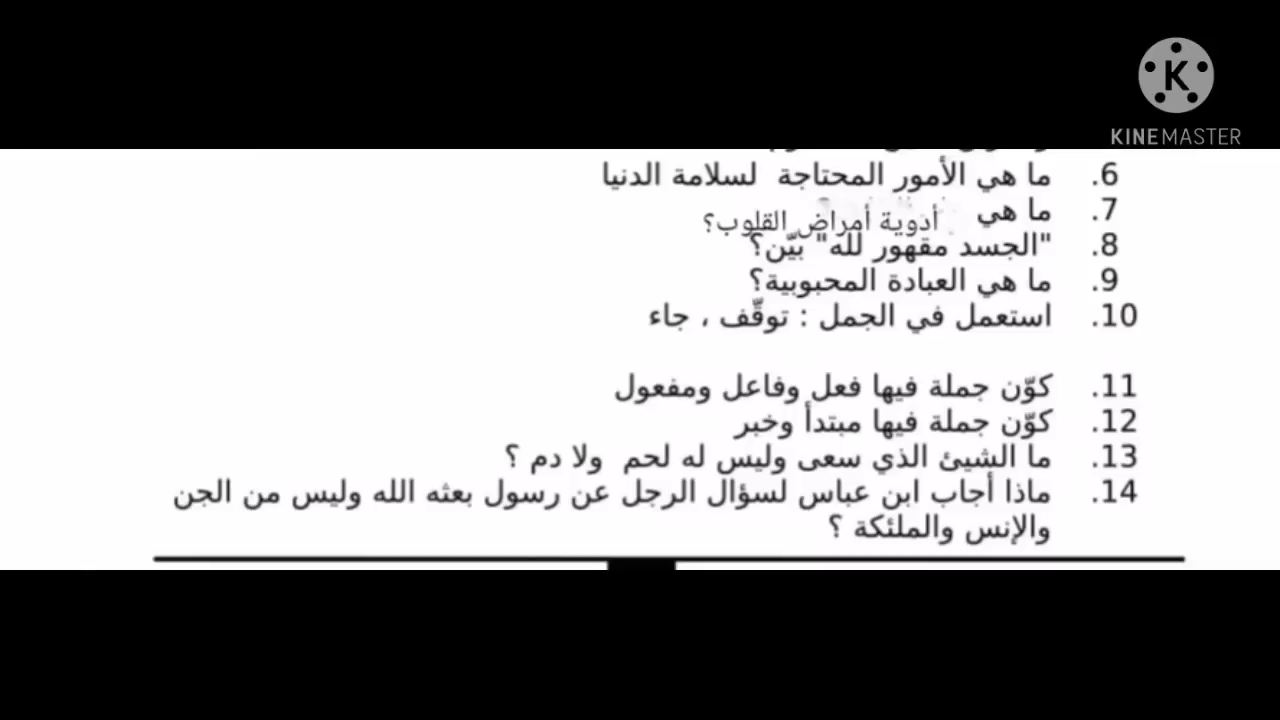 KINEMASTER
6. ما هي الأمور المحتاجة لسلامة الدنيا
7. ما هي أدوية أمراض القلوب؟
8. "الجسد مقهور لله" بيّن؟
9. ما هي العبادة المحبوبية؟
10. استعمل في الجمل : توقّف ، جاء
11. كوّن جملة فيها فعل وفاعل ومفعول
12. كوّن جملة فيها مبتدأ وخبر
13. ما الشيئ الذي سعى وليس له لحم ولا دم ؟
14. ماذا أجاب ابن عباس لسؤال الرجل عن رسول بعثه الله وليس من الجن
والإنس والملئكة ؟